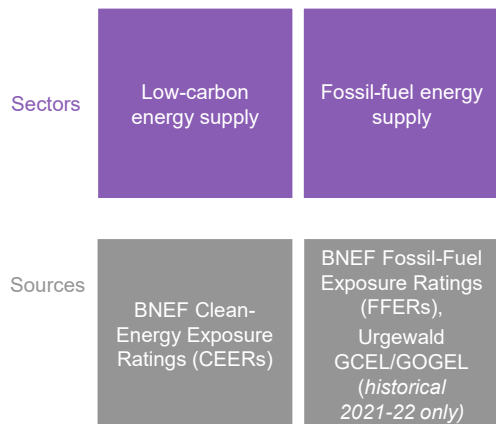 Sectors
Low-carbon
energy supply
Fossil-fuel energy
supply
Sources
BNEF Clean-
Energy Exposure
Ratings (CEERs)
BNEF Fossil-Fuel
Exposure Ratings
(FFERs),
Urgewald
GCEL/GOGEL
(historical
2021-22 only)